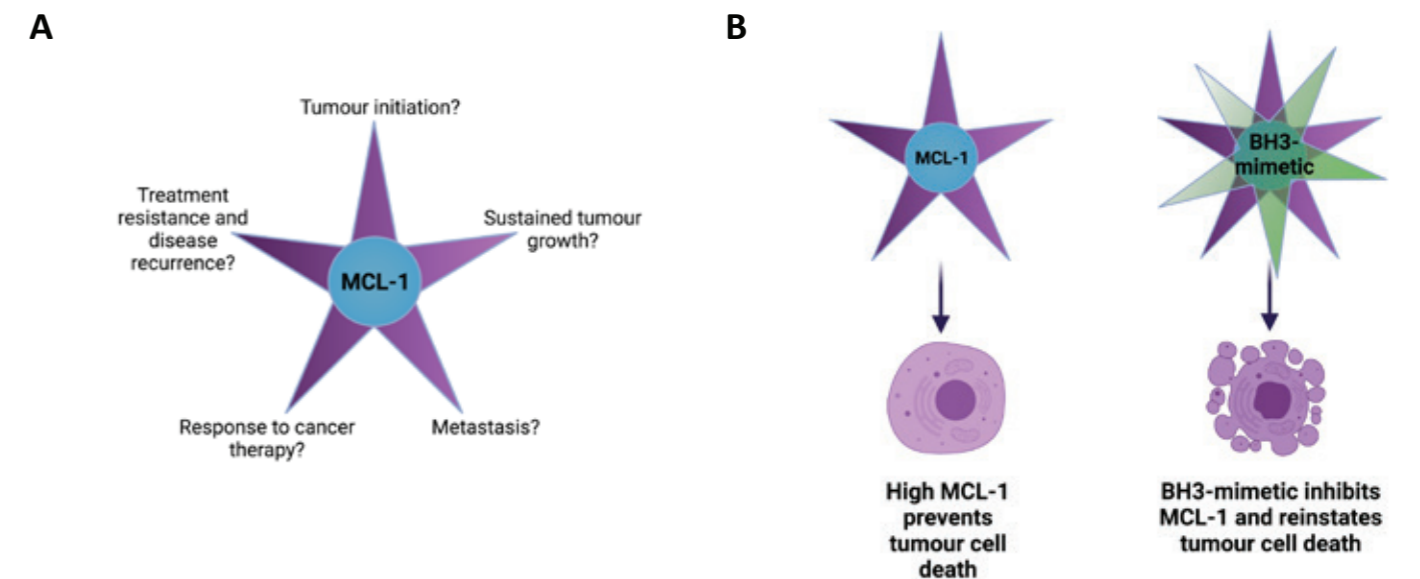 A
Tumour initiation?
Treatment
resistance and
disease
recurrence?
Sustained tumour
growth?
MCL-1
Response to cancer
therapy?
Metastasis?
B
MCL-1
BH3-
mimetic
High MCL-1
prevents
tumour cell
death
BH3-mimetic inhibits
MCL-1 and reinstates
tumour cell death